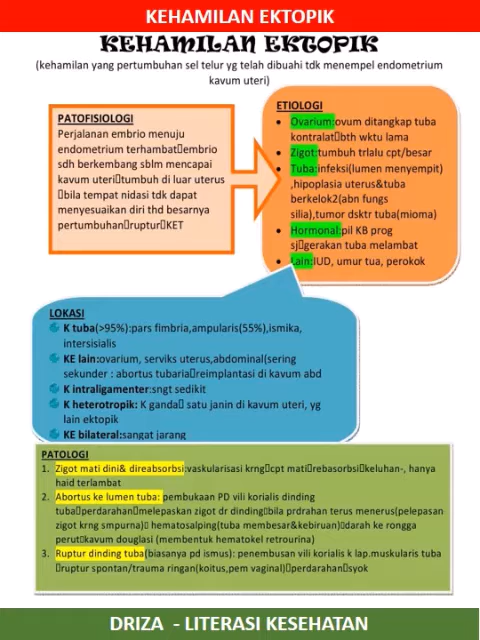 KEHAMILAN EKTOPIK
KEHAMILAN EKTOPIK
(kehamilan yang pertumbuhan sel telur yg telah dibuahi tdk menempel endometrium
kavum uteri)
PATOFISIOLOGI
Perjalanan embrio menuju
endometrium terhambat▯embrio
sdh berkembang sblm mencapai
kavum uteri▯tumbuh di luar uterus
▯bila tempat nidasi tdk dapat
menyesuaikan diri thd besarnya
pertumbuhan▯ruptur▯KET
ETIOLOGI
• Ovarium:ovum ditangkap tuba
kontralat▯bth wktu lama
• Zigot:tumbuh trlalu cpt/besar
• Tuba:infeksi(lumen menyempit)
,hipoplasia uterus&tuba
berkelok2(abn fungs
silia),tumor dsktr tuba(mioma)
• Hormonal:pil KB prog
sj▯gerakan tuba melambat
• Lain:IUD, umur tua, perokok
LOKASI
K tuba(>95%):pars fimbria,ampularis(55%),ismika,
intersisialis
KE lain:ovarium, serviks uterus,abdominal(sering
sekunder : abortus tubaria▯reimplantasi di kavum abd
K intraligamenter:sngt sedikit
K heterotropik: K ganda▯ satu janin di kavum uteri, yg
lain ektopik
KE bilateral:sangat jarang
PATOLOGI
1. Zigot mati dini& direabsorbsi:vaskularisasi krng▯cpt mati▯rebasorbsi▯keluhan-, hanya
haid terlambat
2. Abortus ke lumen tuba: pembukaan PD vili korialis dinding
tuba▯perdarahan▯melepaskan zigot dr dinding▯bila prdrahan terus menerus(pelepasan
zigot krng smpurna)▯ hematosalping(tuba membesar&kebiruan)▯darah ke rongga
perut▯kavum douglasi (membentuk hematokel retrourina)
3. Ruptur dinding tuba(biasanya pd ismus): penembusan vili korialis k lap.muskularis tuba
▯ruptur spontan/trauma ringan(koitus,pem vaginal)▯perdarahan▯syok
DRIZA - LITERASI KESEHATAN